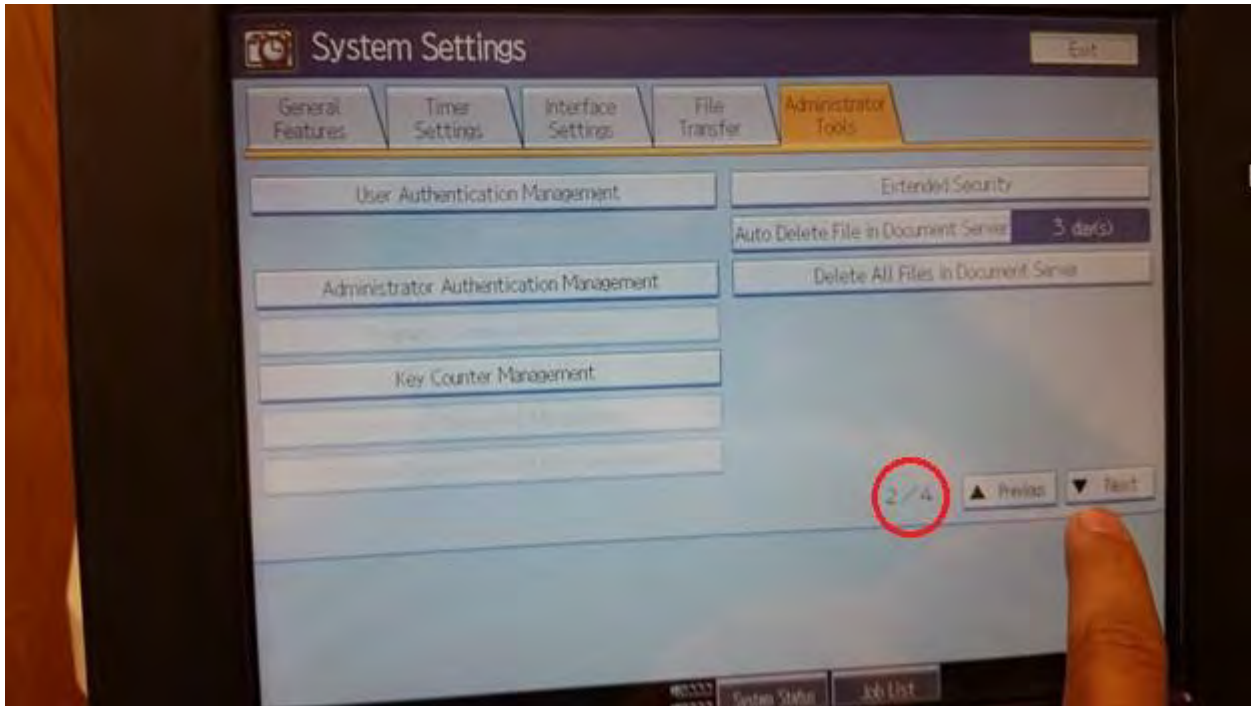 System Settings
Exit
General
Features
Timer
Settings
Interface
Settings
File
Transfer
Administrator
Tools
User Authentication Management
Extended Security
Auto Delete File in Document Server
3 day(s)
Administrator Authentication Management
Delete All Files in Document Server
Key Counter Management
2/4
▲ Previous
▼ Next
System Status
Job List